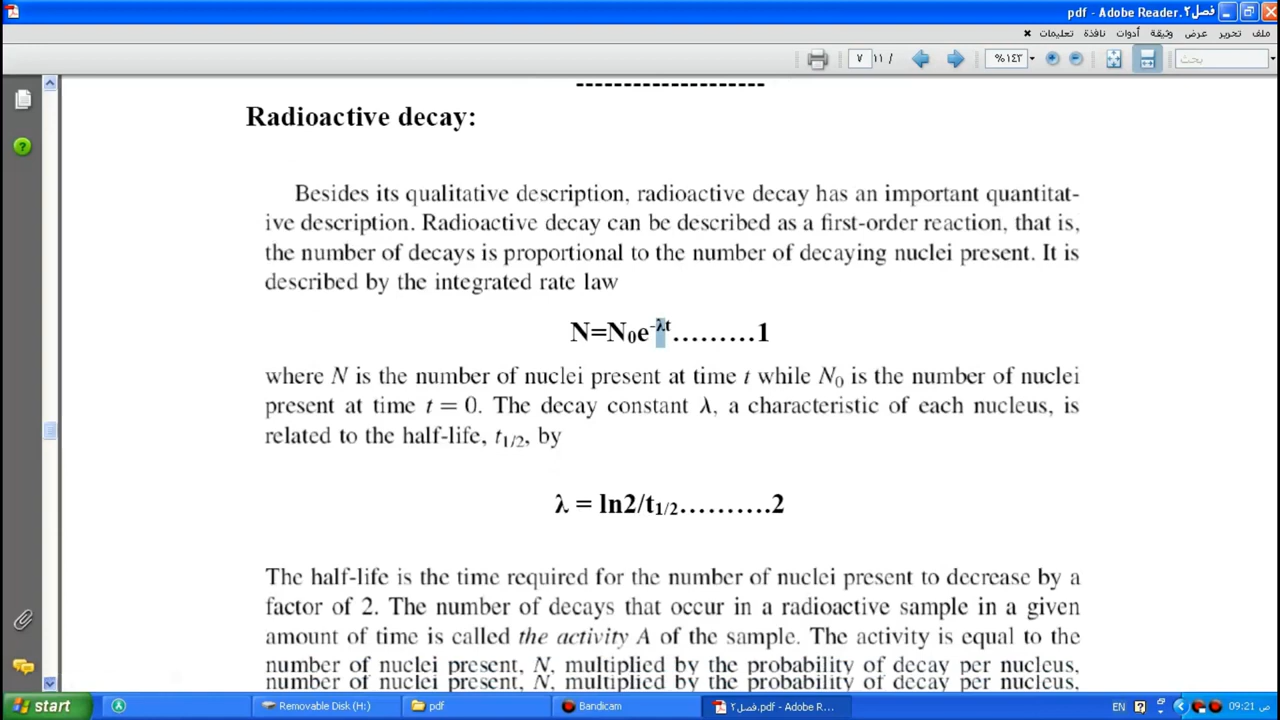 فصل٢.pdf - Adobe Reader
ملف تحرير عرض وثيقة أدوات نافذة تعليمات ×
٧ / ١١ %١٤٣ بحث
--------------------
Radioactive decay:
Besides its qualitative description, radioactive decay has an important quantitat-
ive description. Radioactive decay can be described as a first-order reaction, that is,
the number of decays is proportional to the number of decaying nuclei present. It is
described by the integrated rate law
N=N₀e^-λt………1
where N is the number of nuclei present at time t while N₀ is the number of nuclei
present at time t = 0. The decay constant λ, a characteristic of each nucleus, is
related to the half-life, t₁/₂, by
λ = ln2/t₁/₂……….2
The half-life is the time required for the number of nuclei present to decrease by a
factor of 2. The number of decays that occur in a radioactive sample in a given
amount of time is called the activity A of the sample. The activity is equal to the
number of nuclei present, N, multiplied by the probability of decay per nucleus,
number of nuclei present, N, multiplied by the probability of decay per nucleus,
start Removable Disk (H:) pdf Bandicam فصل٢.pdf - Adobe R... EN 09:21 ص